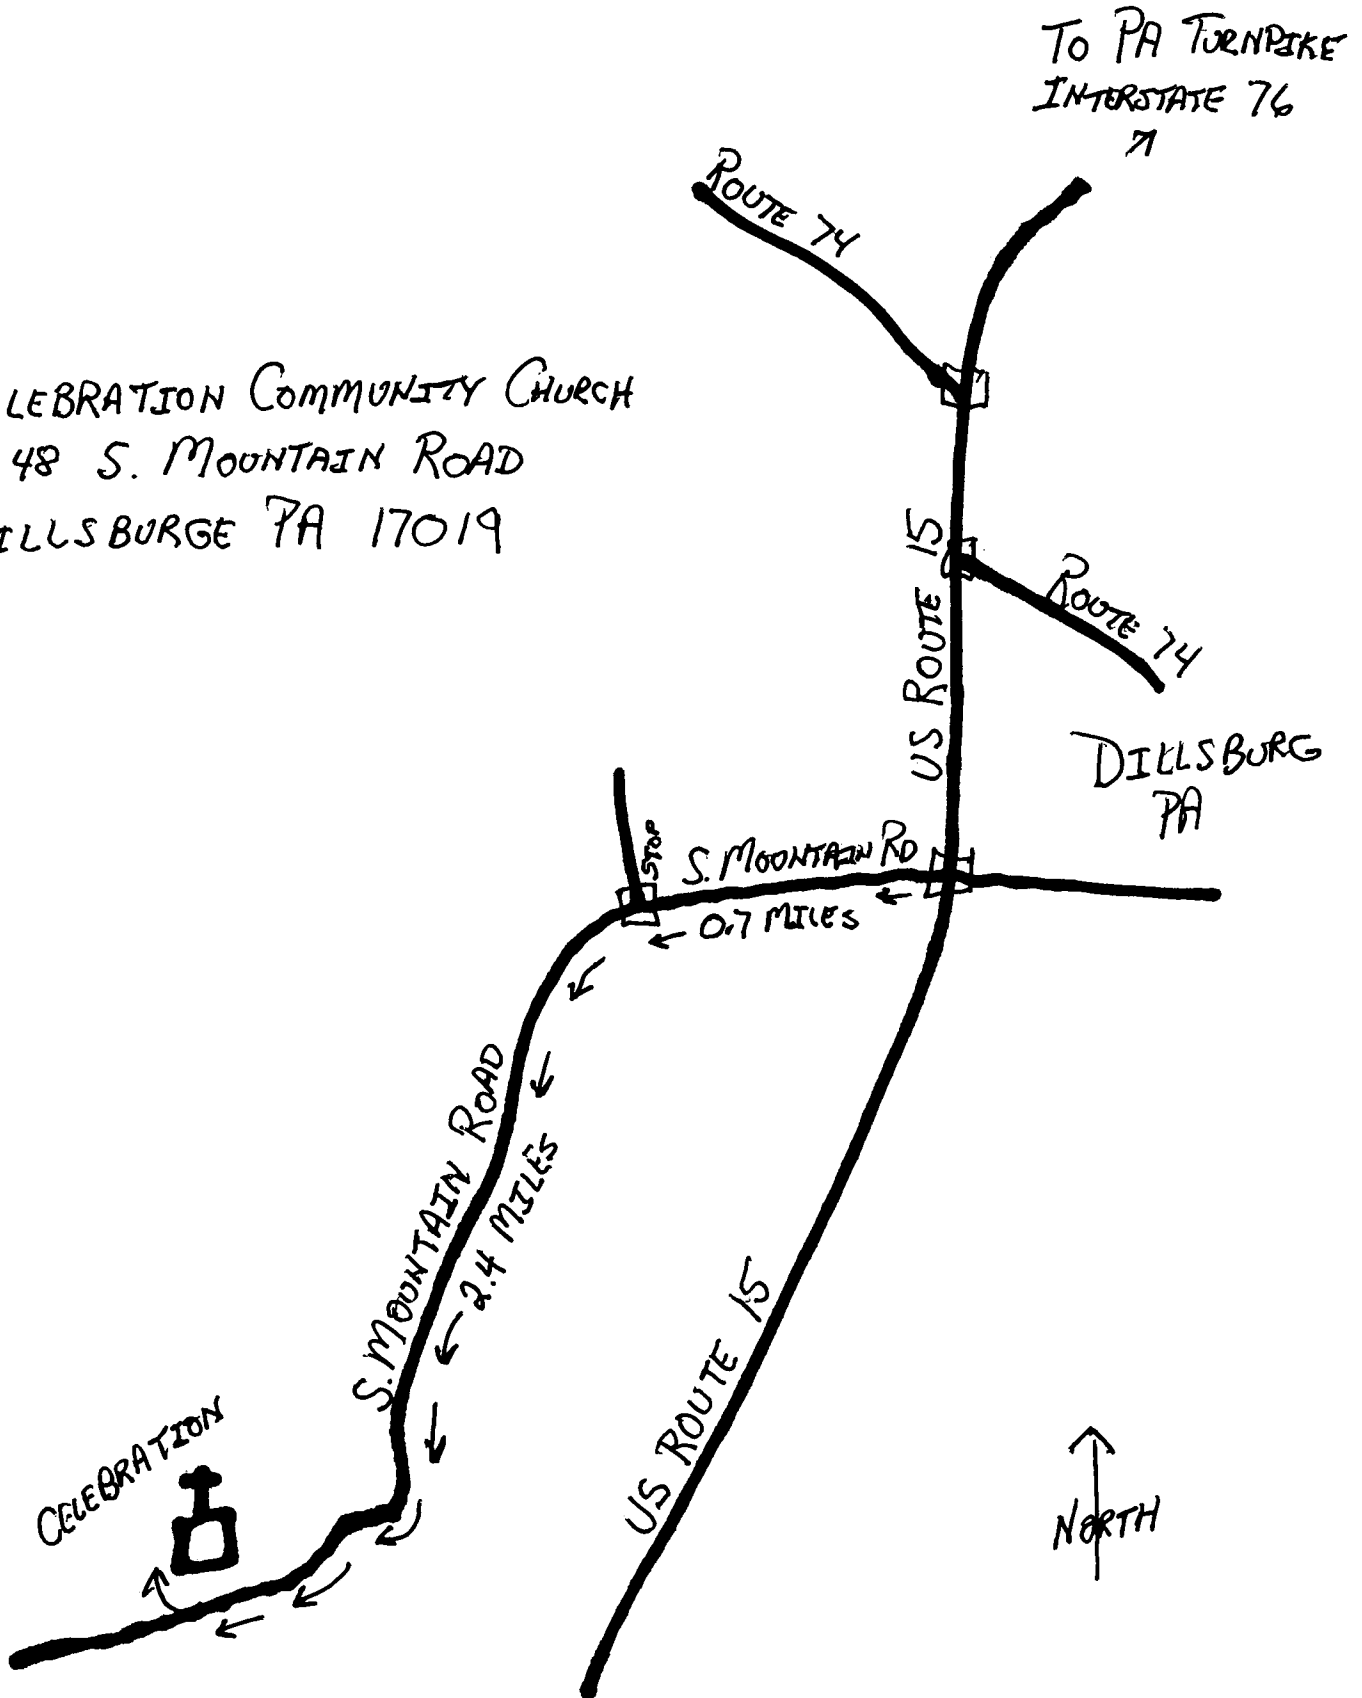 To PA TURNPIKE
INTERSTATE 76
ROUTE 74
LEBRATION COMMUNITY CHURCH
48 S. MOUNTAIN ROAD
ILLSBURGE PA 17019
US ROUTE 15
ROUTE 74
DILLSBURG
PA
STOP
S. MOUNTAIN RD
0.7 MILES
S. MOUNTAIN ROAD
2.4 MILES
US ROUTE 15
CELEBRATION
NORTH